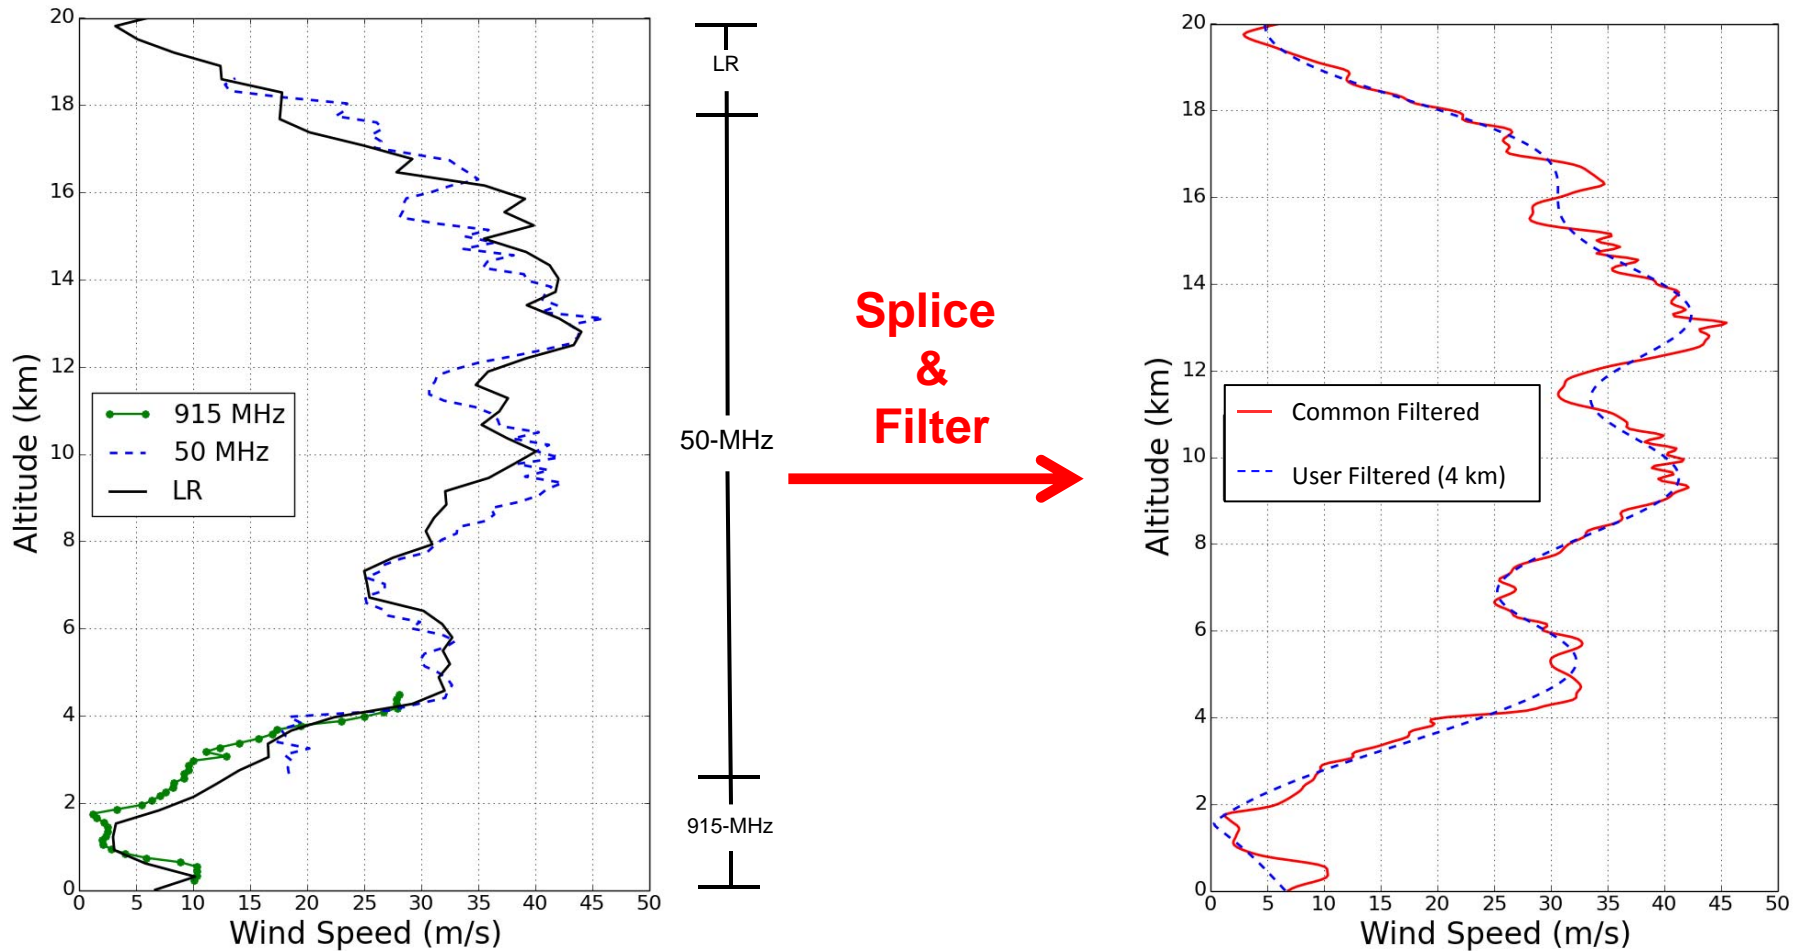 20
18
16
14
12
10
8
6
4
2
0
Altitude (km)
915 MHz
50 MHz
LR
0 5 10 15 20 25 30 35 40 45 50
Wind Speed (m/s)
LR
50-MHz
915-MHz
Splice
&
Filter
20
18
16
14
12
10
8
6
4
2
0
Altitude (km)
Common Filtered
User Filtered (4 km)
0 5 10 15 20 25 30 35 40 45 50
Wind Speed (m/s)